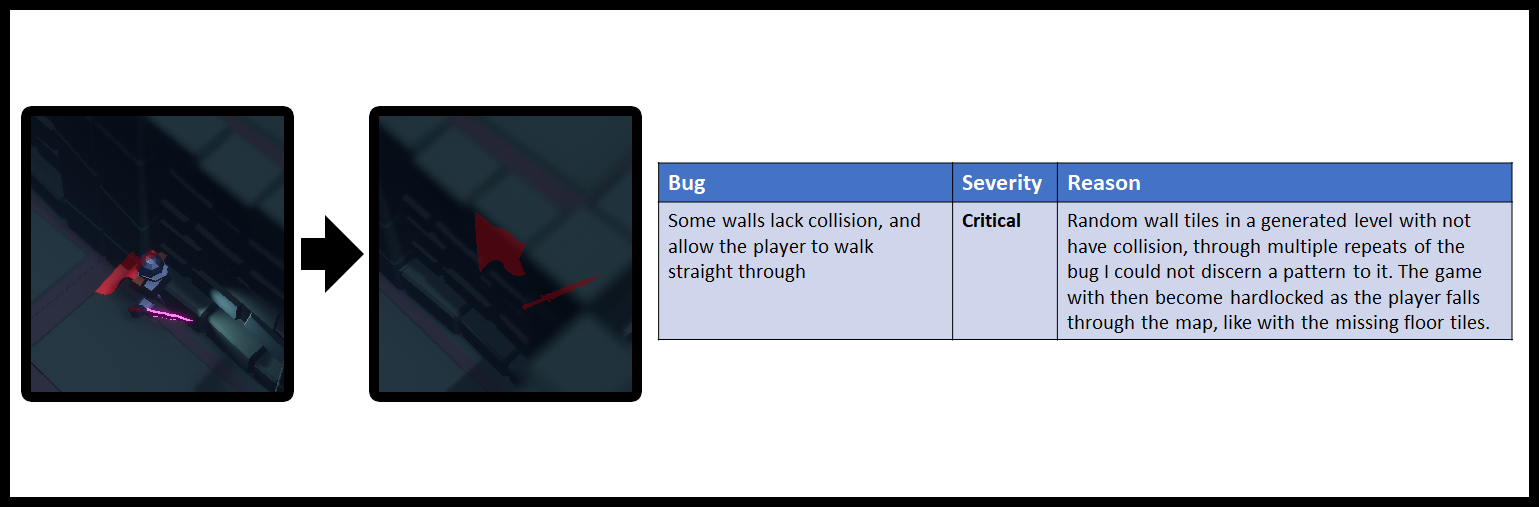 Bug Severity Reason
Some walls lack collision, and
allow the player to walk
straight through
Critical
Random wall tiles in a generated level with not
have collision, through multiple repeats of the
bug I could not discern a pattern to it. The game
with then become hardlocked as the player falls
through the map, like with the missing floor tiles.